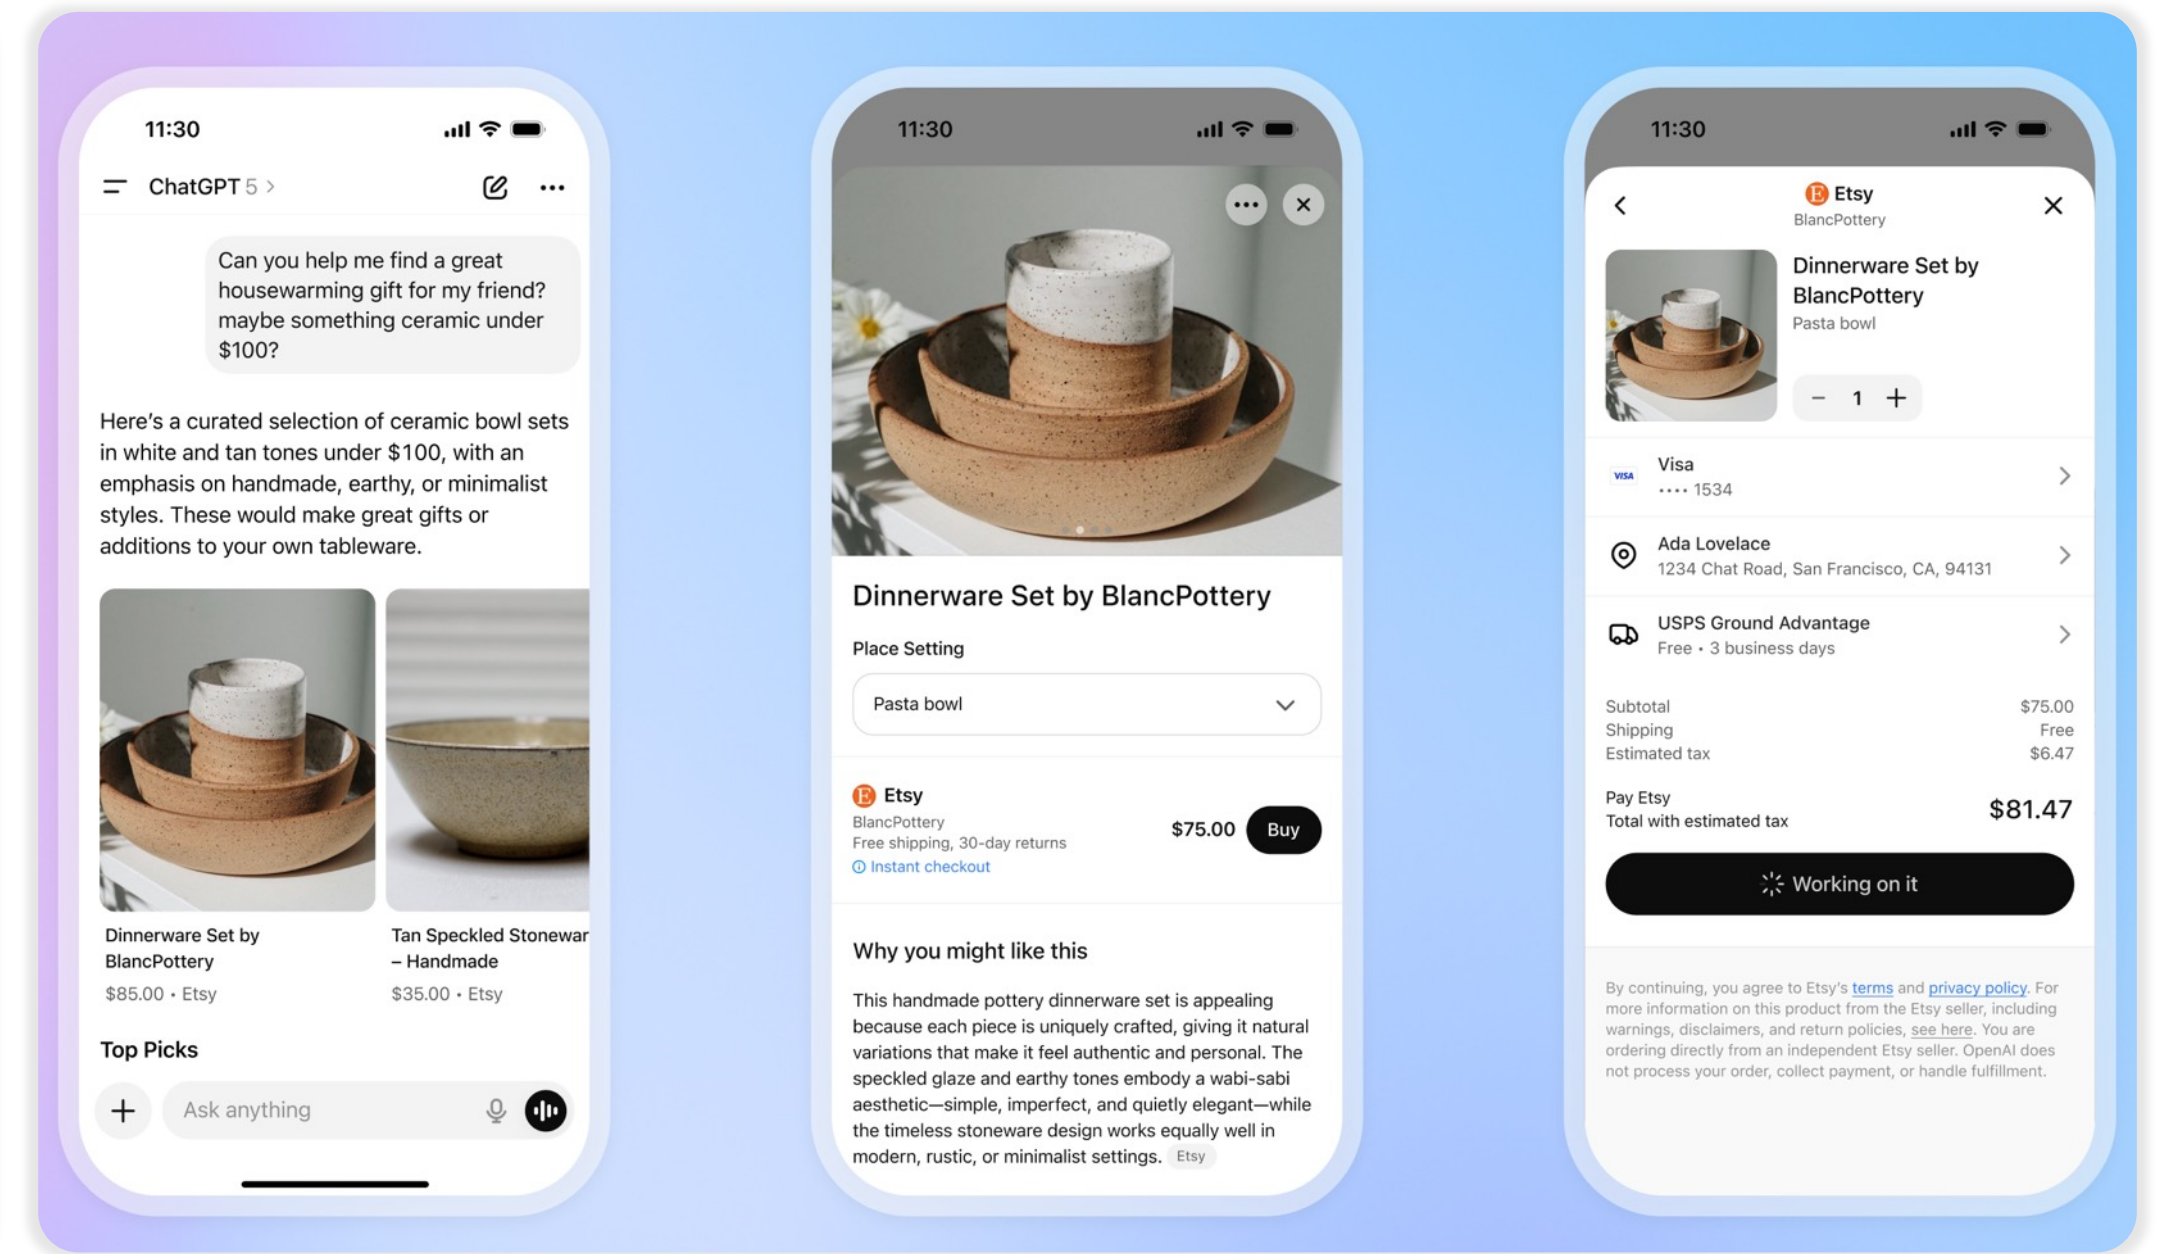 11:30
ChatGPT 5 >
Can you help me find a great
housewarming gift for my friend?
maybe something ceramic under
$100?
Here’s a curated selection of ceramic bowl sets
in white and tan tones under $100, with an
emphasis on handmade, earthy, or minimalist
styles. These would make great gifts or
additions to your own tableware.
Dinnerware Set by
BlancPottery
$85.00 • Etsy
Tan Speckled Stonewar
– Handmade
$35.00 • Etsy
Top Picks
Ask anything
11:30
Dinnerware Set by BlancPottery
Place Setting
Pasta bowl
E Etsy
BlancPottery
Free shipping, 30-day returns
Instant checkout
$75.00
Buy
Why you might like this
This handmade pottery dinnerware set is appealing
because each piece is uniquely crafted, giving it natural
variations that make it feel authentic and personal. The
speckled glaze and earthy tones embody a wabi-sabi
aesthetic—simple, imperfect, and quietly elegant—while
the timeless stoneware design works equally well in
modern, rustic, or minimalist settings. Etsy
11:30
E Etsy
BlancPottery
Dinnerware Set by
BlancPottery
Pasta bowl
− 1 +
VISA
Visa
•••• 1534
Ada Lovelace
1234 Chat Road, San Francisco, CA, 94131
USPS Ground Advantage
Free • 3 business days
Subtotal $75.00
Shipping Free
Estimated tax $6.47
Pay Etsy
Total with estimated tax
$81.47
Working on it
By continuing, you agree to Etsy’s terms and privacy policy. For
more information on this product from the Etsy seller, including
warnings, disclaimers, and return policies, see here. You are
ordering directly from an independent Etsy seller. OpenAI does
not process your order, collect payment, or handle fulfillment.